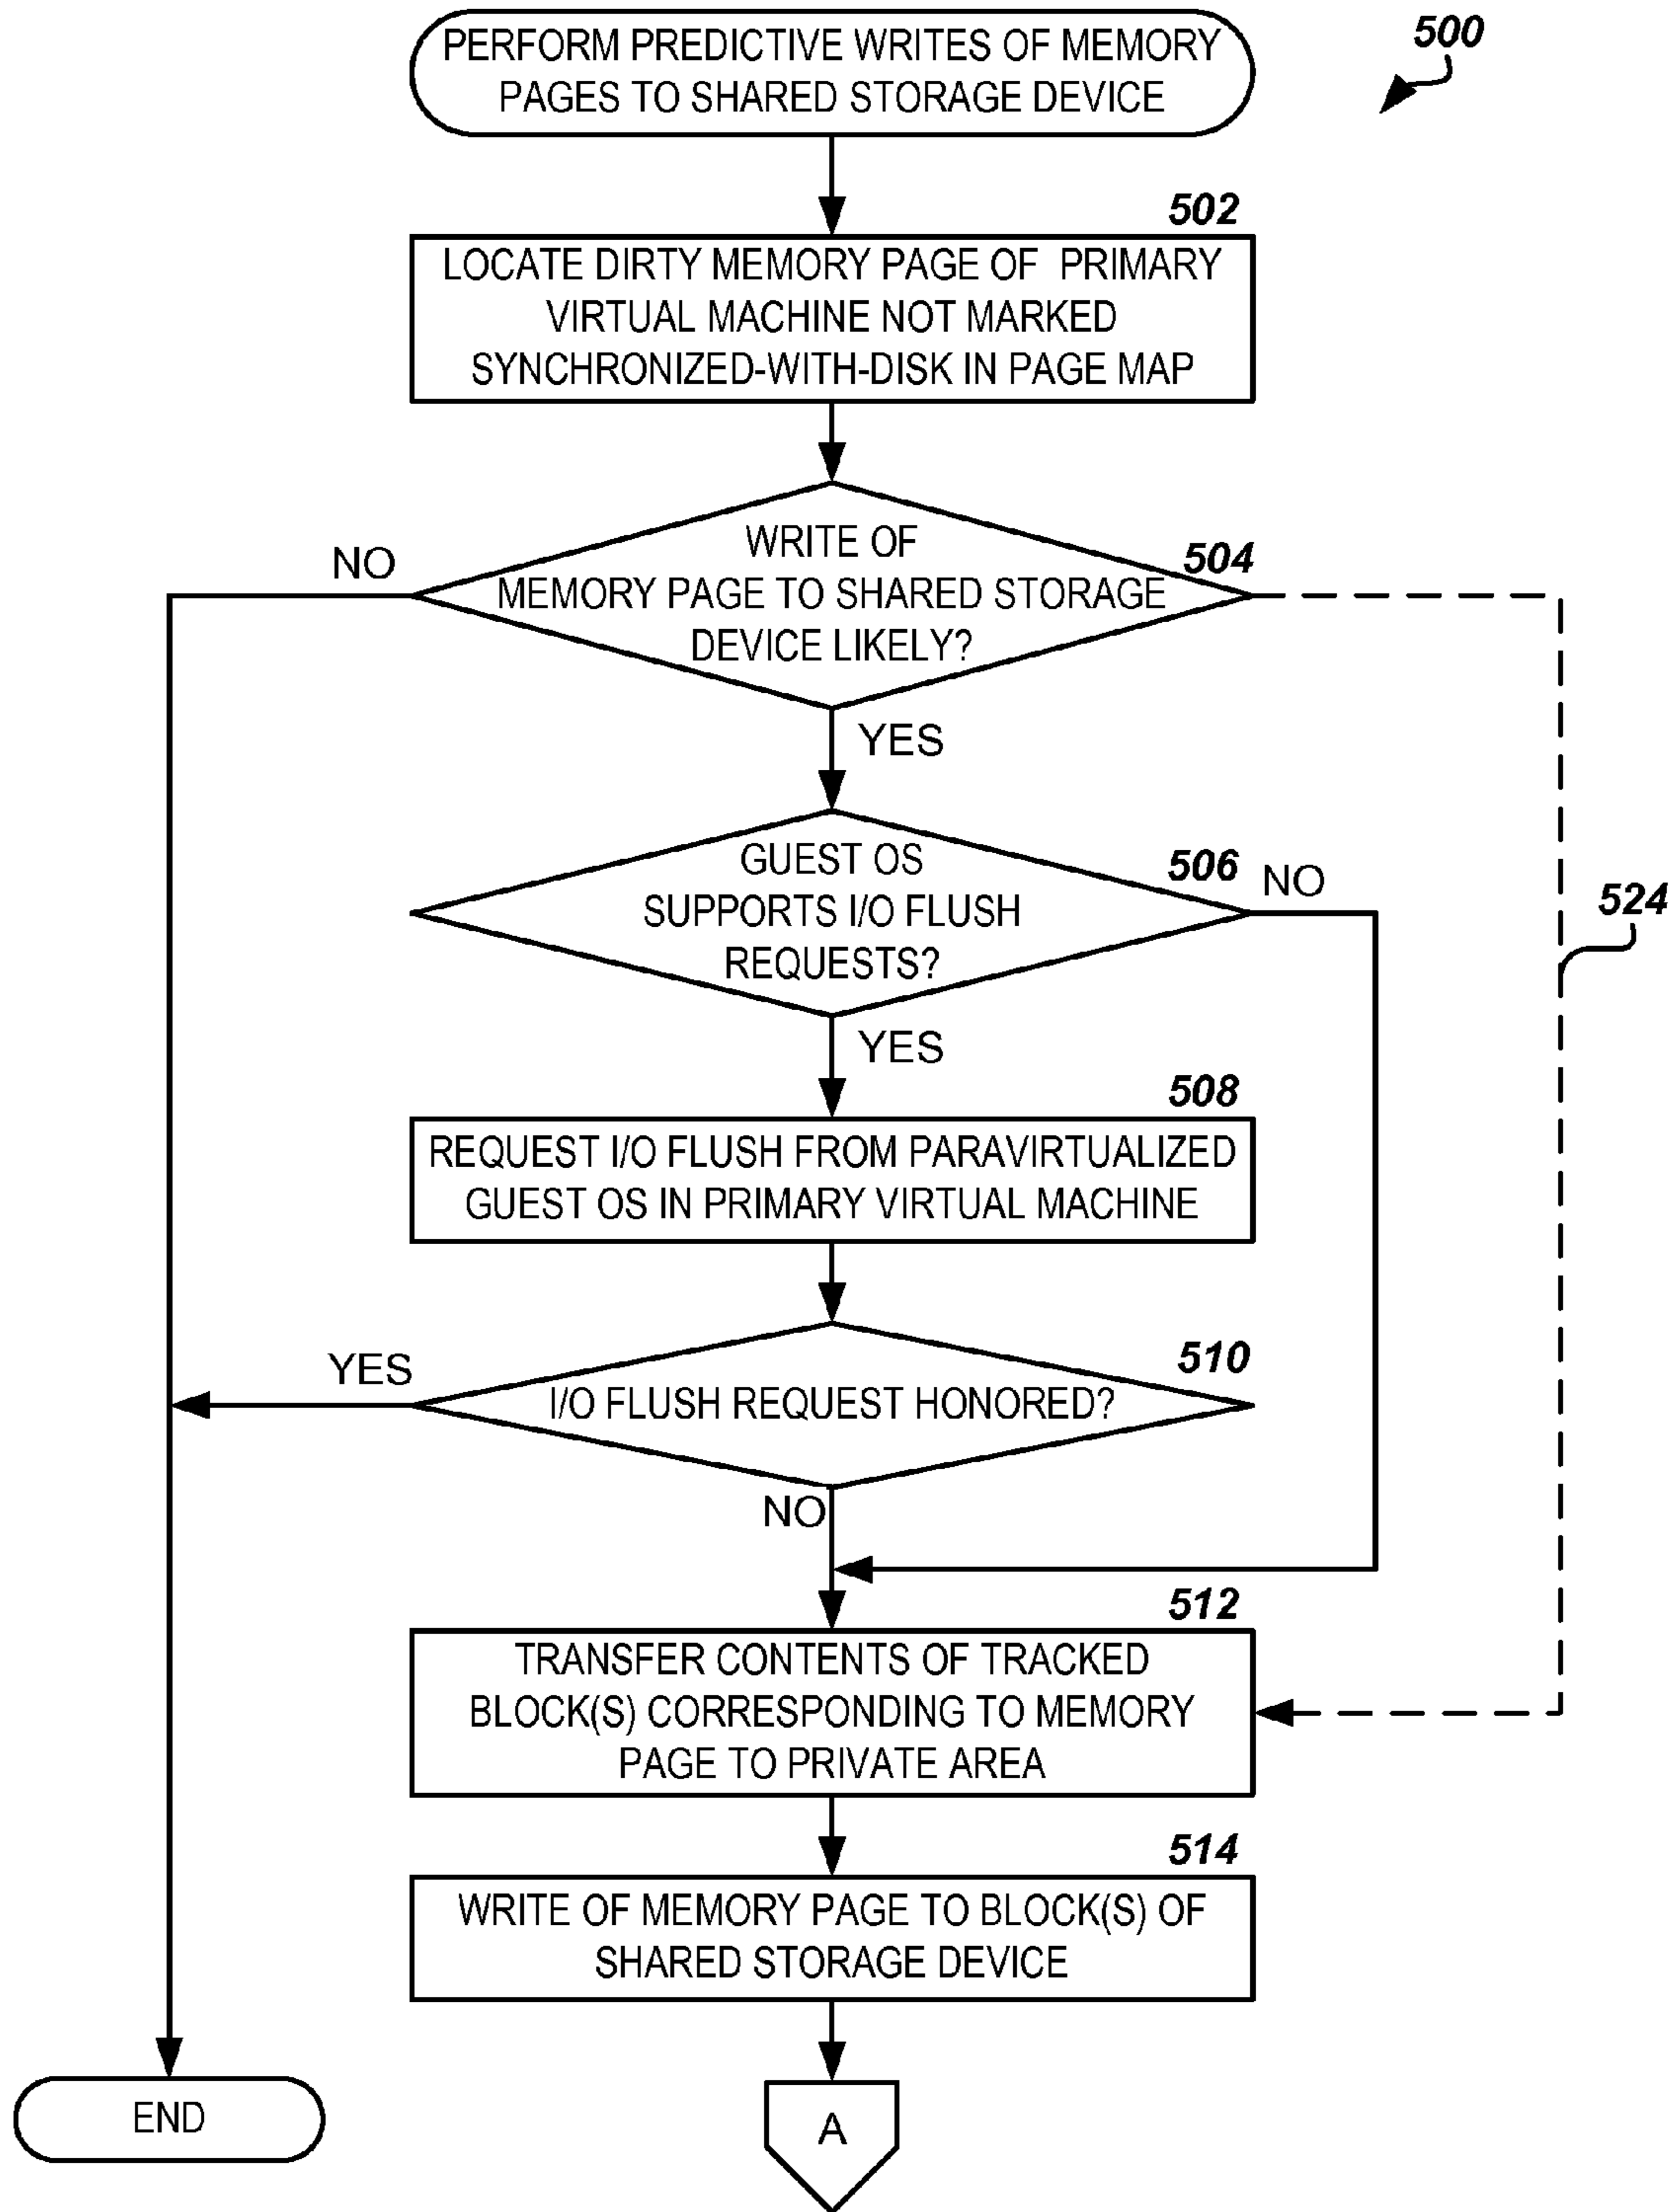 PERFORM PREDICTIVE WRITES OF MEMORY
PAGES TO SHARED STORAGE DEVICE
500
502
LOCATE DIRTY MEMORY PAGE OF PRIMARY
VIRTUAL MACHINE NOT MARKED
SYNCHRONIZED-WITH-DISK IN PAGE MAP
NO
WRITE OF
MEMORY PAGE TO SHARED STORAGE
DEVICE LIKELY?
504
YES
GUEST OS
SUPPORTS I/O FLUSH
REQUESTS?
506
NO
524
YES
508
REQUEST I/O FLUSH FROM PARAVIRTUALIZED
GUEST OS IN PRIMARY VIRTUAL MACHINE
YES
I/O FLUSH REQUEST HONORED?
510
NO
512
TRANSFER CONTENTS OF TRACKED
BLOCK(S) CORRESPONDING TO MEMORY
PAGE TO PRIVATE AREA
514
WRITE OF MEMORY PAGE TO BLOCK(S) OF
SHARED STORAGE DEVICE
END
A